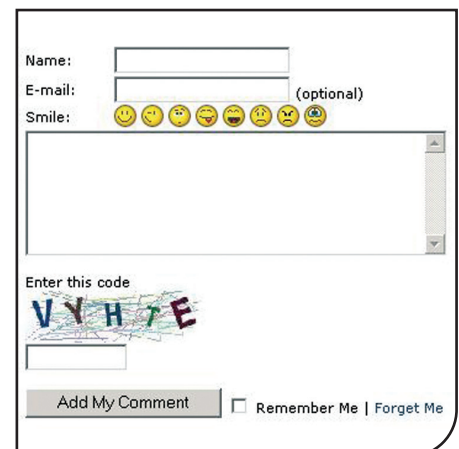 Name:
E-mail:
(optional)
Smile:
Enter this code
VYHTE
Add My Comment
Remember Me | Forget Me